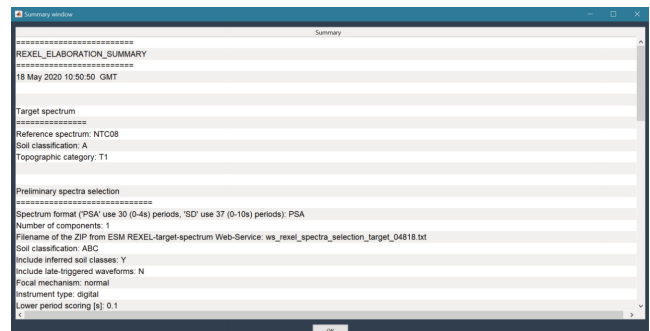 Summary window
Summary
=========================
REXEL_ELABORATION_SUMMARY
=========================
18 May 2020 10:50:50 GMT
Target spectrum
===============
Reference spectrum: NTC08
Soil classification: A
Topographic category: T1
Preliminary spectra selection
=============================
Spectrum format ('PSA' use 30 (0-4s) periods, 'SD' use 37 (0-10s) periods): PSA
Number of components: 1
Filename of the ZIP from ESM REXEL-target-spectrum Web-Service: ws_rexel_spectra_selection_target_04818.txt
Soil classification: ABC
Include inferred soil classes: Y
Include late-triggered waveforms: N
Focal mechanism: normal
Instrument type: digital
Lower period scoring [s]: 0.1
OK